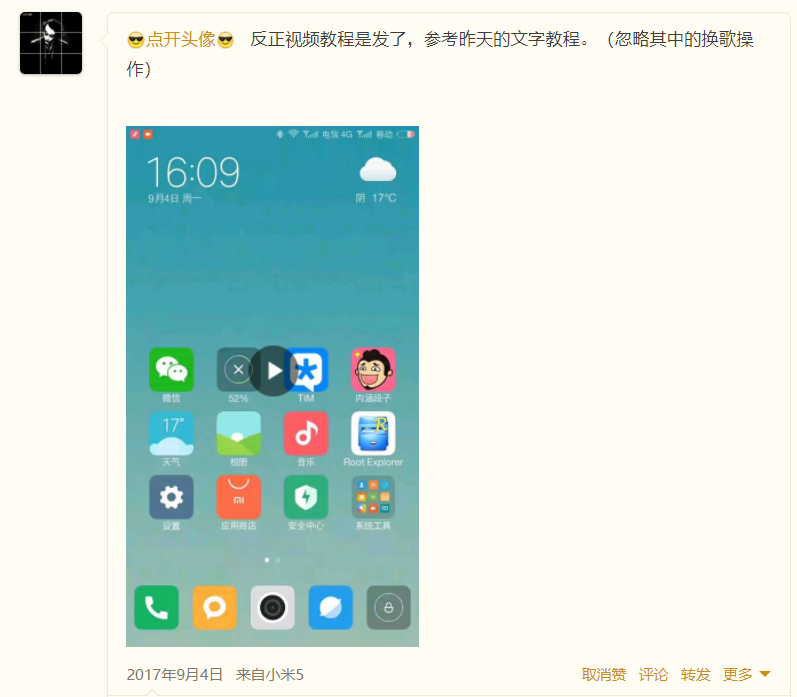 😎点开头像😎 反正视频教程是发了，参考昨天的文字教程。（忽略其中的换歌操
作）
电信 4G 移动
16:09
9月4日 周一
阴 17℃
微信 52% TIM 内涵段子
17°
天气 相册 音乐 Root Explorer
设置 应用商店 安全中心 系统工具
2017年9月4日 来自小米5 取消赞 评论 转发 更多